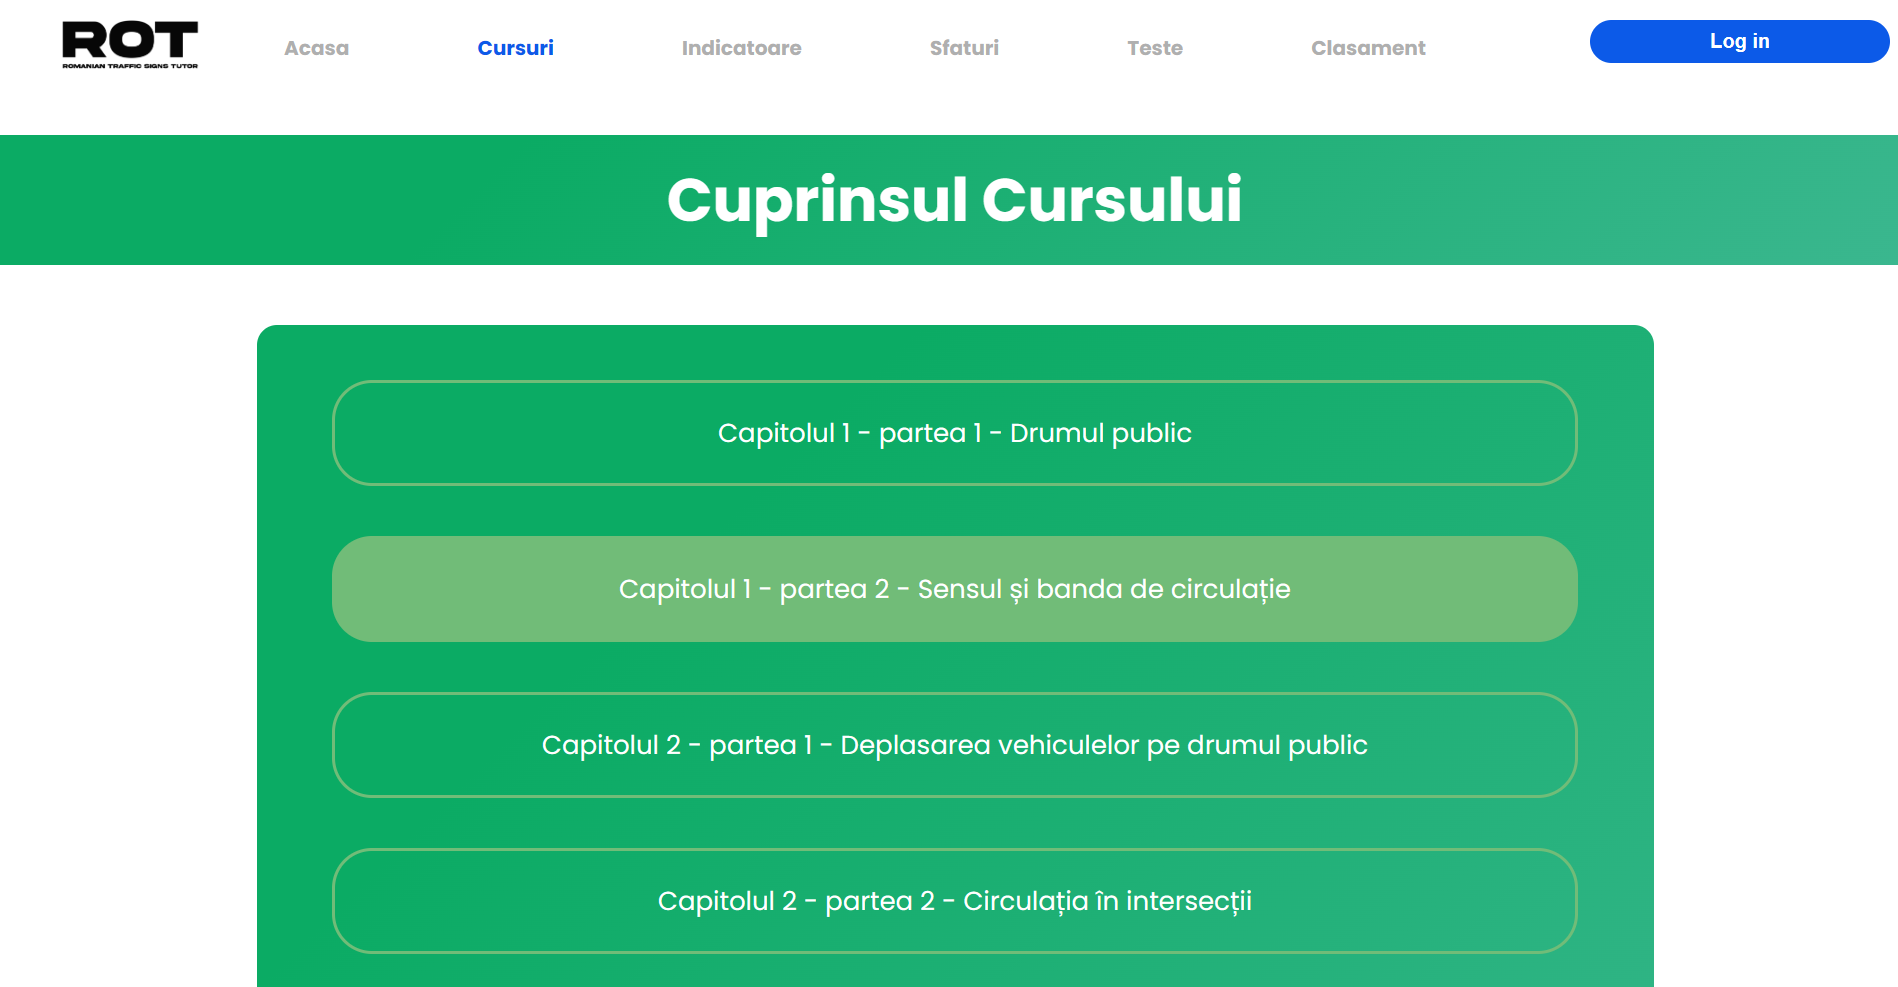 ROT
ROMANIAN TRAFFIC SIGNS TUTOR
Acasa
Cursuri
Indicatoare
Sfaturi
Teste
Clasament
Log in
Cuprinsul Cursului
Capitolul 1 - partea 1 - Drumul public
Capitolul 1 - partea 2 - Sensul și banda de circulație
Capitolul 2 - partea 1 - Deplasarea vehiculelor pe drumul public
Capitolul 2 - partea 2 - Circulația în intersecții